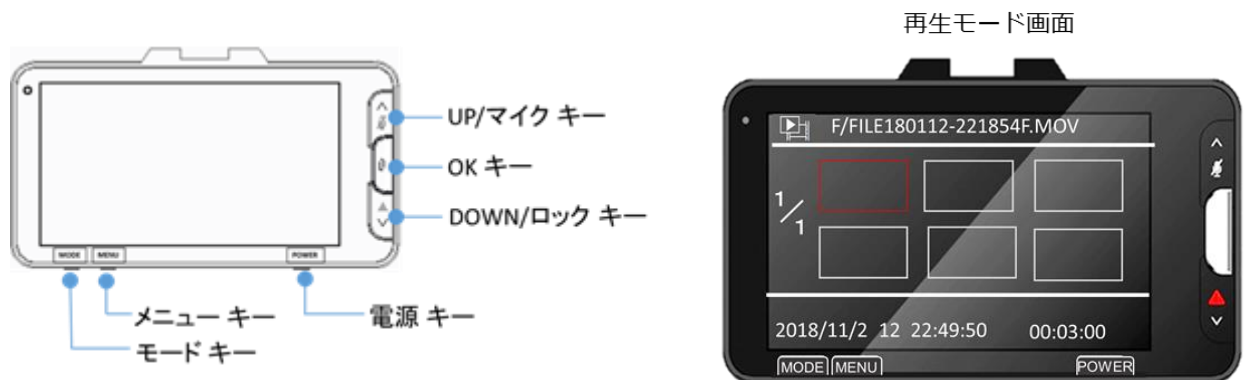 再生モード画面
UP/マイク キー
OK キー
DOWN/ロック キー
MODE
MENU
POWER
メニュー キー
電源 キー
モード キー
F/FILE180112-221854F.MOV
1/1
2018/11/2 12 22:49:50 00:03:00
MODE
MENU
POWER